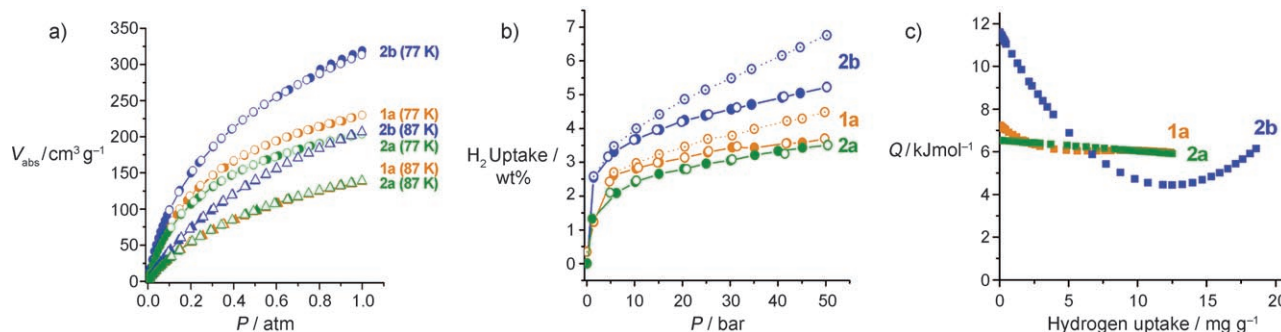 a)
350
300
250
200
150
100
50
0
V_abs / cm³ g⁻¹
0.0 0.2 0.4 0.6 0.8 1.0
P / atm
2b (77 K)
1a (77 K)
2b (87 K)
2a (77 K)
1a (87 K)
2a (87 K)
b)
7
6
5
4
3
2
1
0
H₂ Uptake /
wt%
0 10 20 30 40 50
P / bar
2b
1a
2a
c)
12
10
8
6
4
2
0
Q / kJmol⁻¹
0 5 10 15 20
Hydrogen uptake / mg g⁻¹
1a
2a
2b